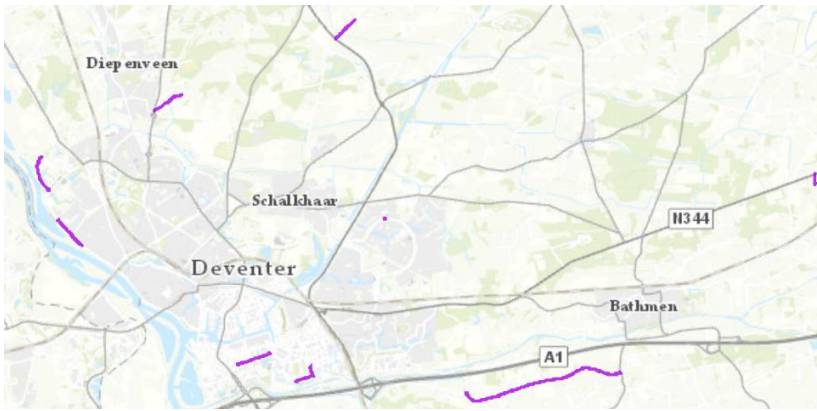 Diepenveen
Schalkhaar
N344
Deventer
Bathmen
A1